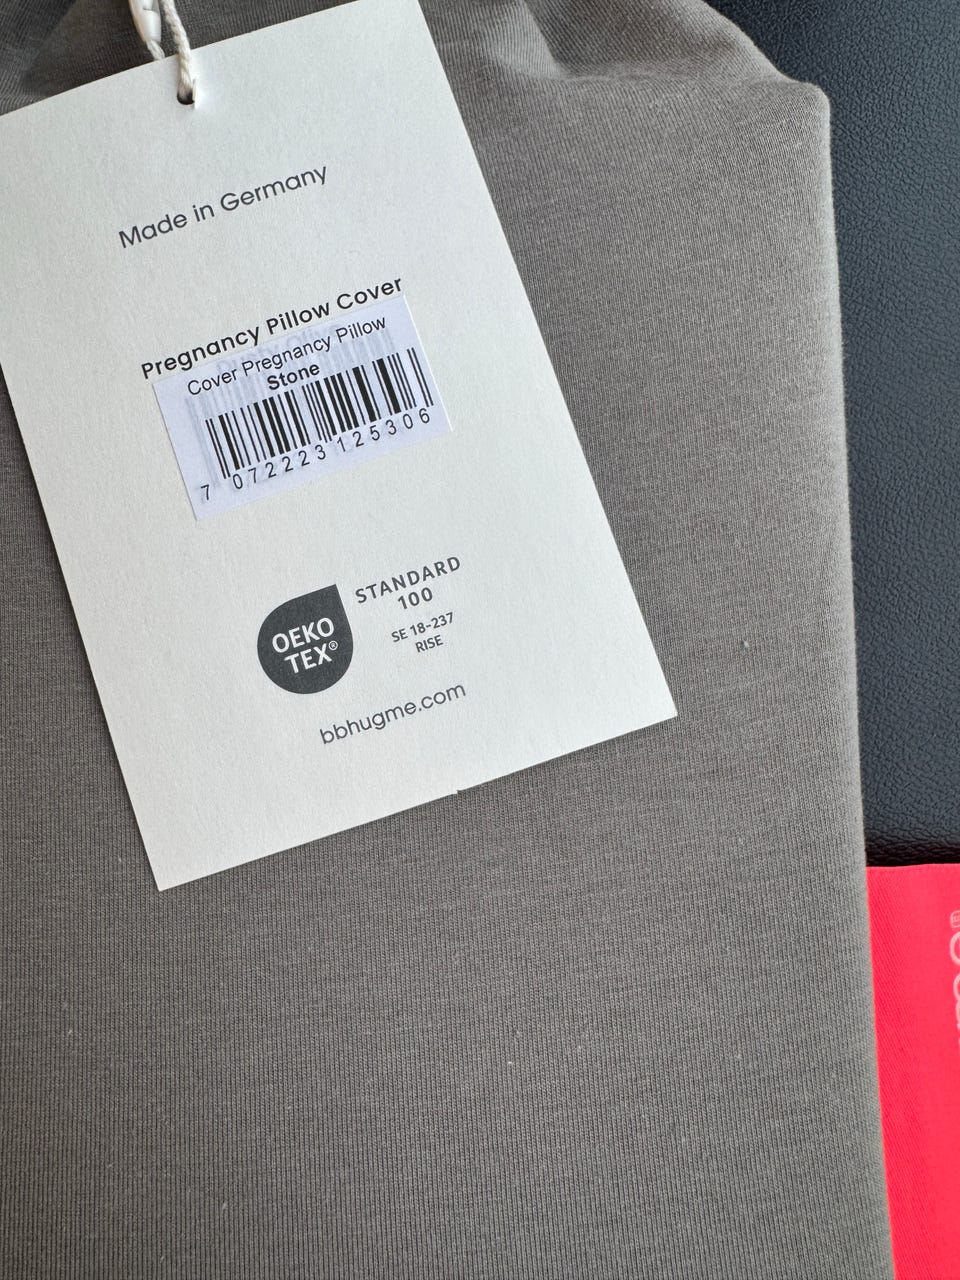 Made in Germany
Pregnancy Pillow Cover
Cover Pregnancy Pillow
Stone
7 072223 125306
OEKO
TEX®
STANDARD
100
SE 18-237
RISE
bbhugme.com